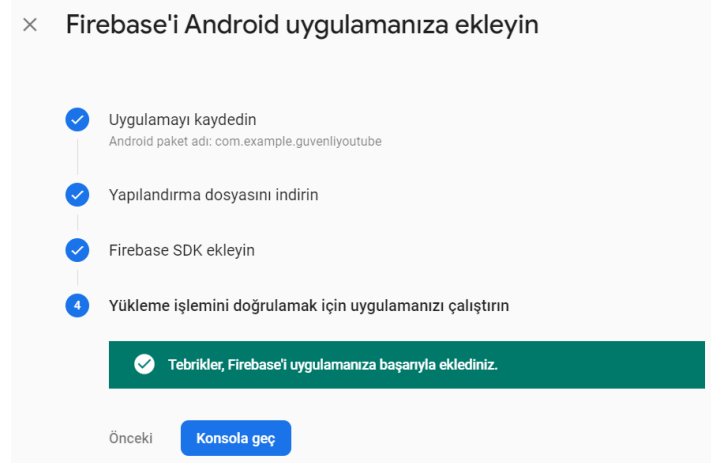 Firebase'i Android uygulamanıza ekleyin
Uygulamayı kaydedin
Android paket adı: com.example.guvenliyoutube
Yapılandırma dosyasını indirin
Firebase SDK ekleyin
4 Yükleme işlemini doğrulamak için uygulamanızı çalıştırın
Tebrikler, Firebase'i uygulamanıza başarıyla eklediniz.
Önceki Konsola geç